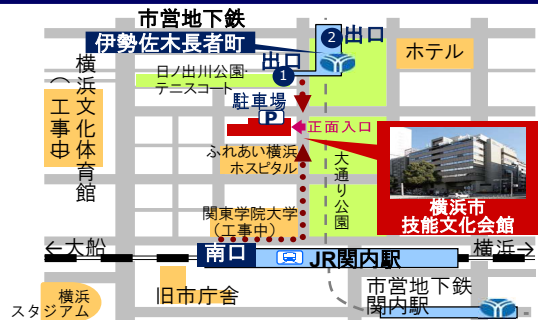 市営地下鉄
伊勢佐木長者町
2
出口
ホテル
出口
1
日ノ出川公園・
テニスコート
横浜文化体育館
(工事中)
駐車場
P
正面入口
ふれあい横浜
ホスピタル
大通り公園
横浜市
技能文化会館
関東学院大学
(工事中)
←大船
南口
JR関内駅
横浜→
市営地下鉄
関内駅
旧市庁舎
横浜
スタジアム